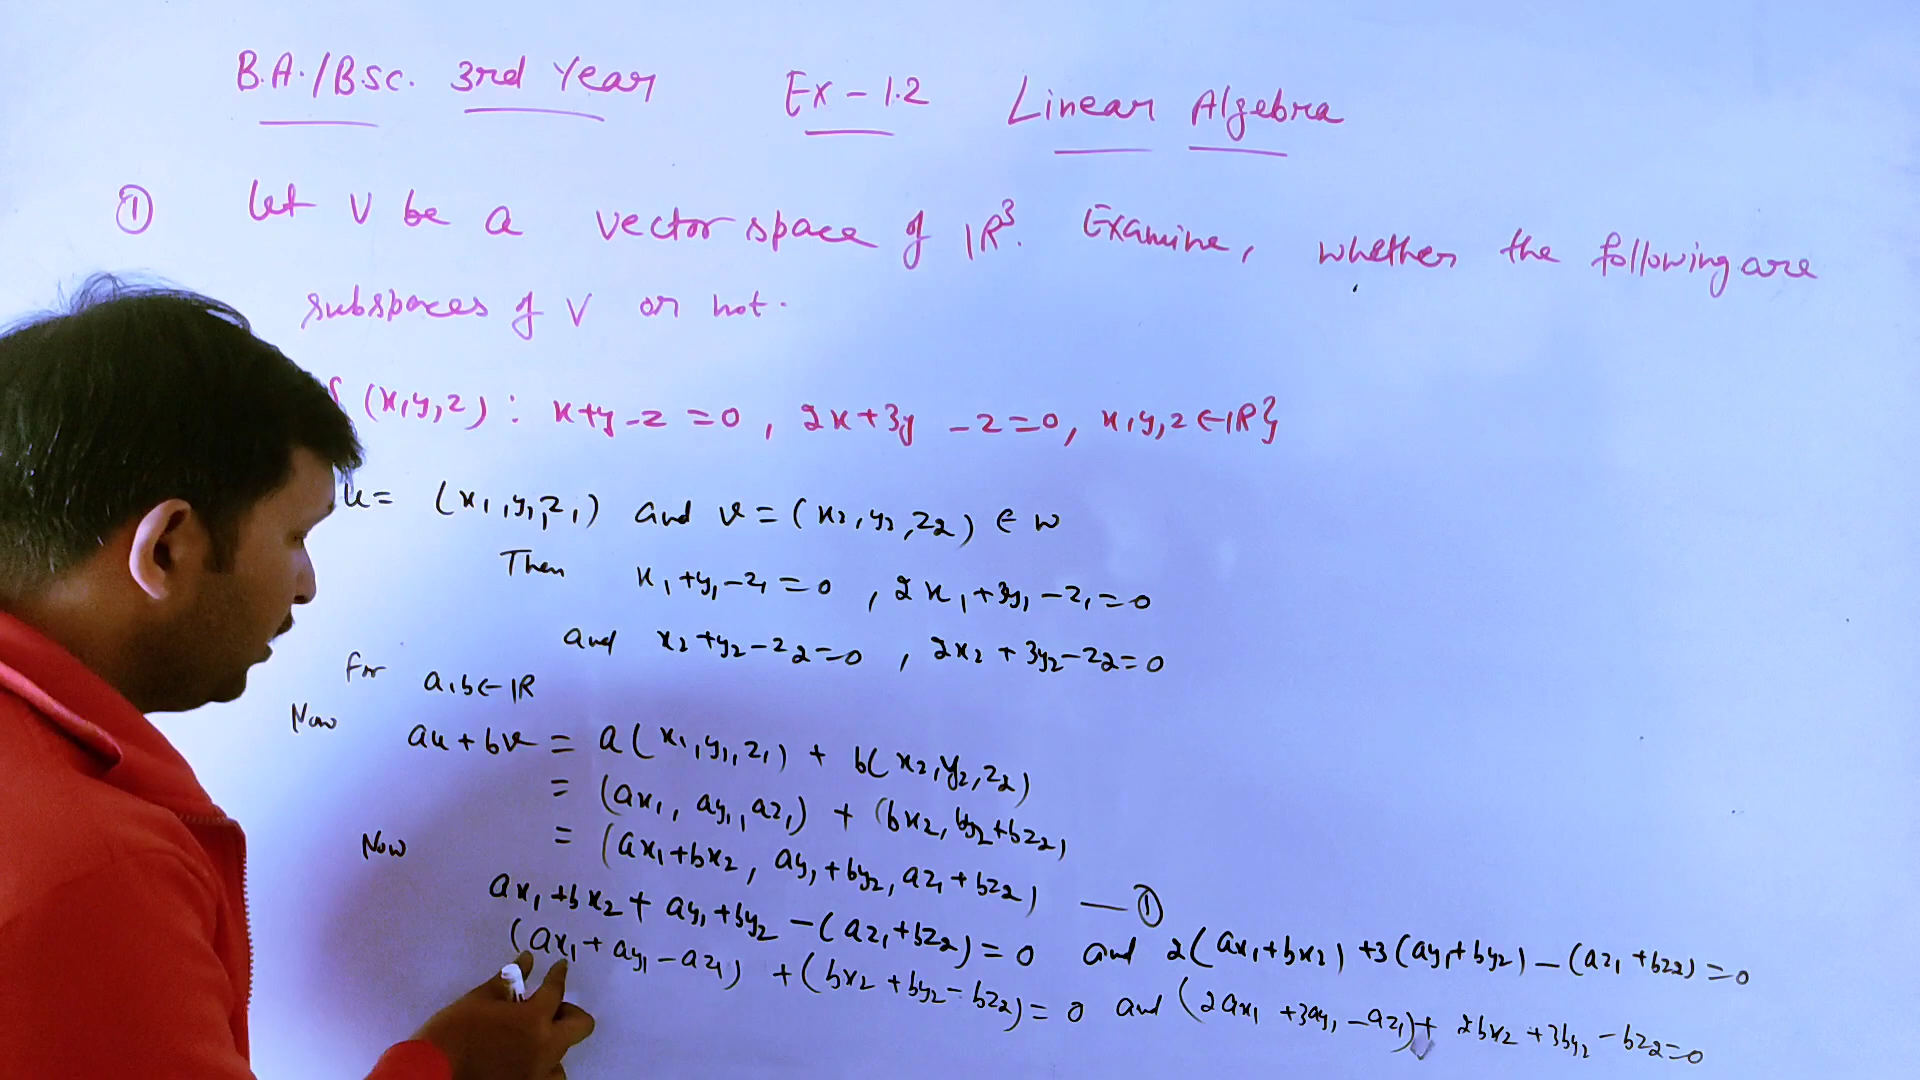 B.A./B.Sc. 3rd Year Ex - 1.2 Linear Algebra
① Let V be a vector space of IR³. Examine, whether the following are
subspaces of V or not.
{ (x,y,z) : x+y-z=0, 2x+3y-z=0, x,y,z∈IR}
u= (x₁,y₁,z₁) and v=(x₂,y₂,z₂) ∈ W
Then x₁+y₁-z₁=0, 2x₁+3y₁-z₁=0
and x₂+y₂-z₂=0, 2x₂+3y₂-z₂=0
For a,b∈IR
Now au+bv = a(x₁,y₁,z₁) + b(x₂,y₂,z₂)
= (ax₁, ay₁, az₁) + (bx₂, by₂+bz₂)
= (ax₁+bx₂, ay₁+by₂, az₁+bz₂) —①
Now
ax₁+bx₂+ay₁+by₂-(az₁+bz₂)=0 and 2(ax₁+bx₂)+3(ay₁+by₂)-(az₁+bz₂)=0
(ax₁+ay₁-az₁) +(bx₂+by₂-bz₂)=0 and (2ax₁+3ay₁-az₁)+ 2bx₂+3by₂-bz₂=0